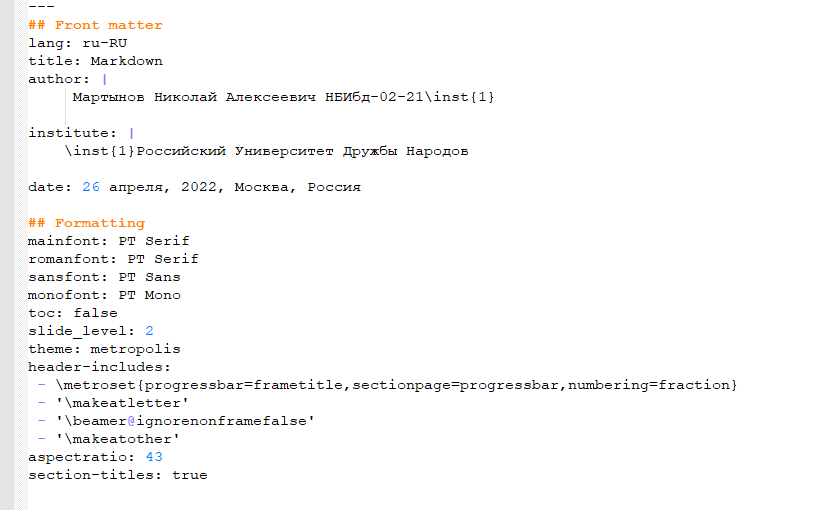 ---
## Front matter
lang: ru-RU
title: Markdown
author: |
Мартынов Николай Алексеевич НБИбд-02-21\inst{1}
institute: |
\inst{1}Российский Университет Дружбы Народов
date: 26 апреля, 2022, Москва, Россия
## Formatting
mainfont: PT Serif
romanfont: PT Serif
sansfont: PT Sans
monofont: PT Mono
toc: false
slide_level: 2
theme: metropolis
header-includes:
- \metroset{progressbar=frametitle,sectionpage=progressbar,numbering=fraction}
- '\makeatletter'
- '\beamer@ignorenonframefalse'
- '\makeatother'
aspectratio: 43
section-titles: true